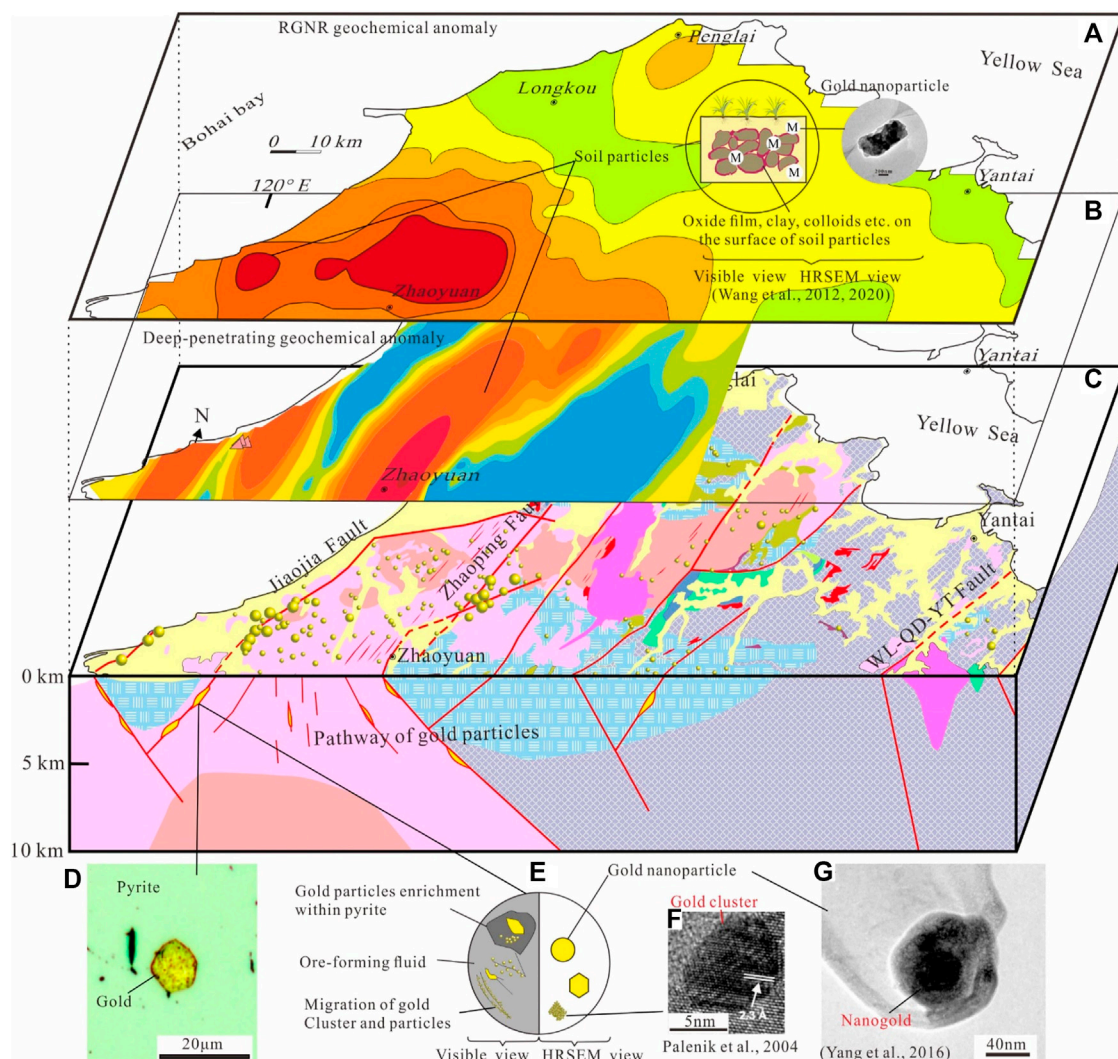 RGNR geochemical anomaly
A
Penglai
Yellow Sea
Gold nanoparticle
Longkou
Bohai bay
M
M
M
0 10 km
Soil particles
Yantai
120° E
B
Oxide film, clay, colloids etc. on
the surface of soil particles
Visible view HRSEM view
(Wang et al., 2012, 2020)
Zhaoyuan
Deep-penetrating geochemical anomaly
Yantai
glai
C
N
Yellow Sea
Zhaoyuan
Jiaojia Fault
Zhaoping Fau
Yantai
WL-QD-YT Fault
Zhaoyuan
0 km
Pathway of gold particles
5 km
10 km
D
Pyrite
Gold
20μm
E
Gold particles enrichment
within pyrite
Ore-forming fluid
Migration of gold
Cluster and particles
Visible view HRSEM view
Gold nanoparticle
Gold cluster
F
2.3 Å
5nm
Palenik et al., 2004
G
Nanogold
(Yang et al., 2016)
40nm